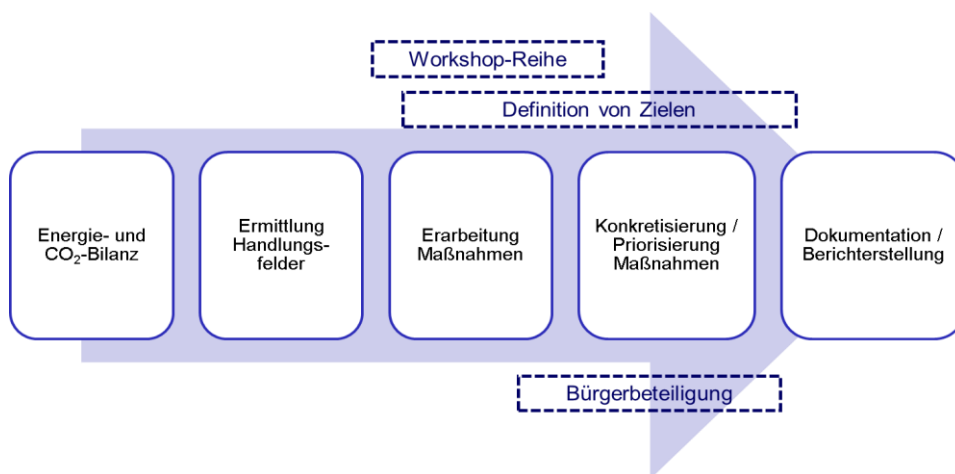 Workshop-Reihe
Definition von Zielen
Energie- und
CO₂-Bilanz
Ermittlung
Handlungs-
felder
Erarbeitung
Maßnahmen
Konkretisierung /
Priorisierung
Maßnahmen
Dokumentation /
Berichterstellung
Bürgerbeteiligung